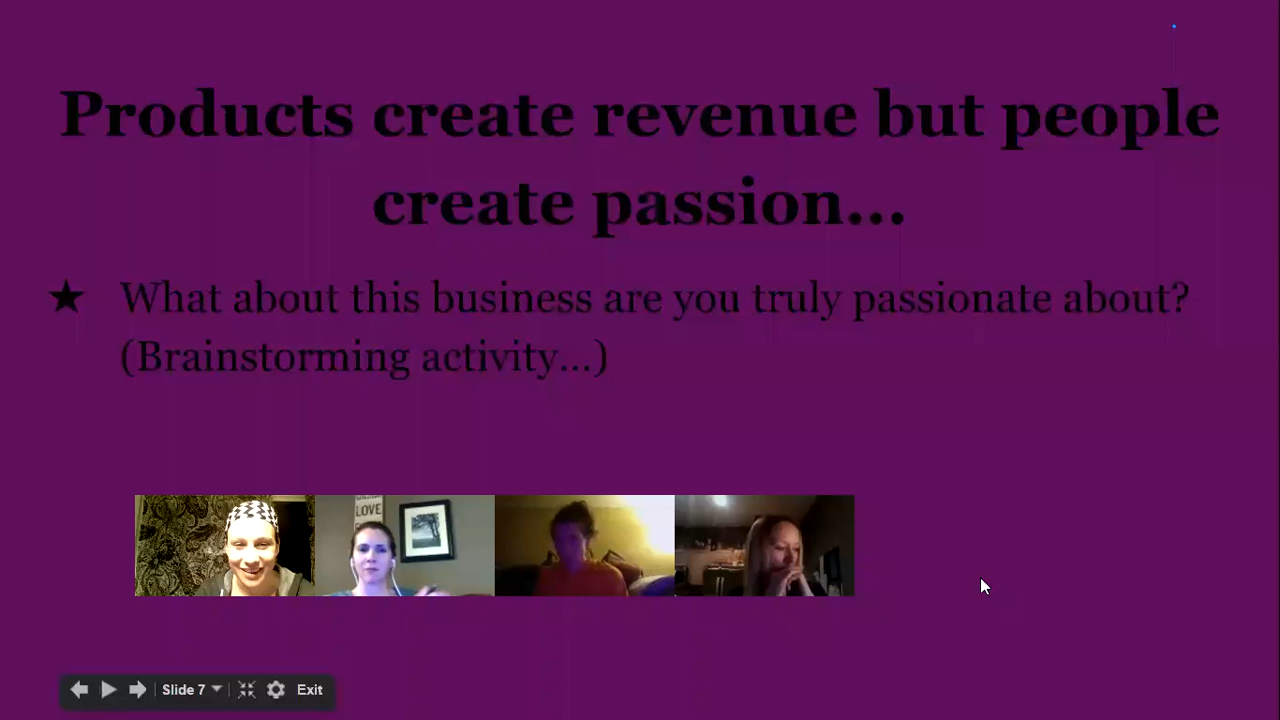 Products create revenue but people
create passion...
★ What about this business are you truly passionate about?
(Brainstorming activity...)
LOVE
Slide 7
Exit